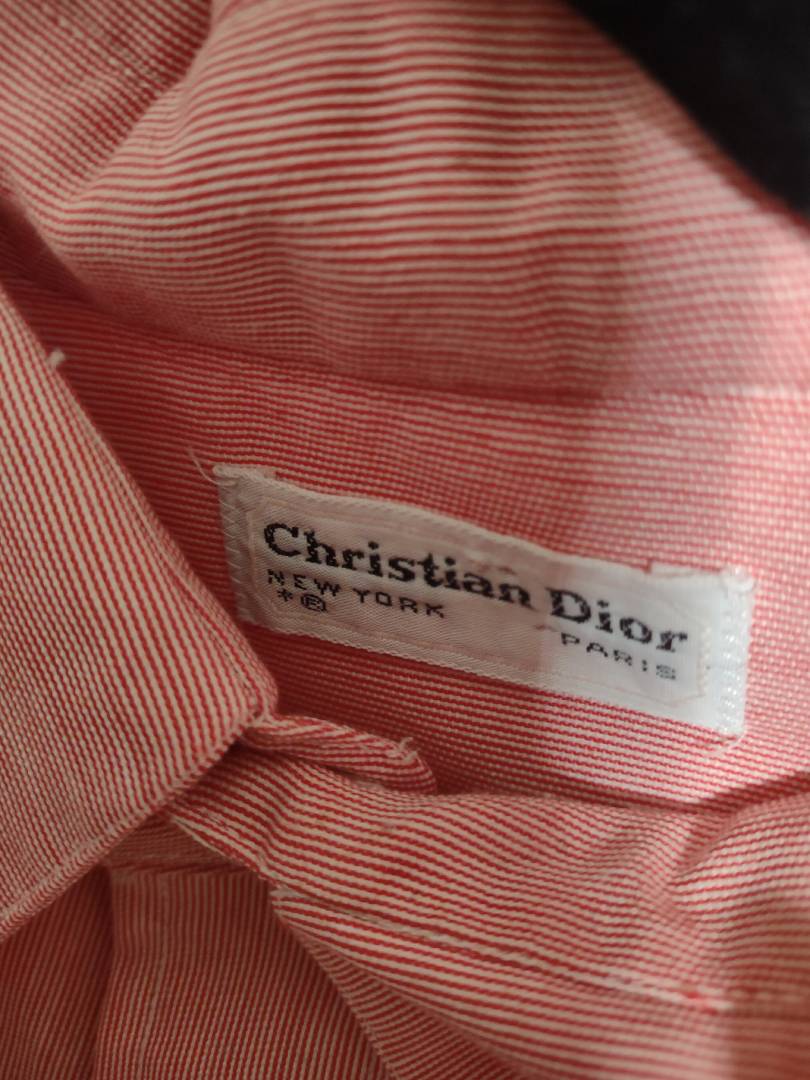 Christian Dior
NEW YORK PARIS
*®